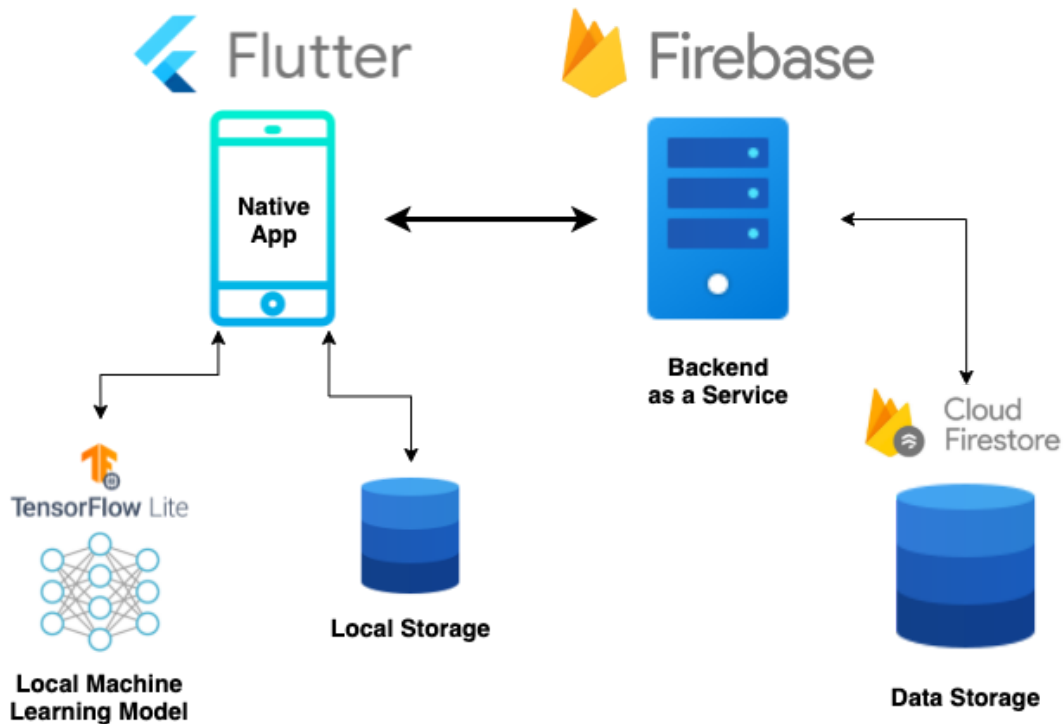 Flutter
Firebase
Native
App
Backend
as a Service
Cloud
Firestore
TensorFlow Lite
Local Storage
Local Machine
Learning Model
Data Storage